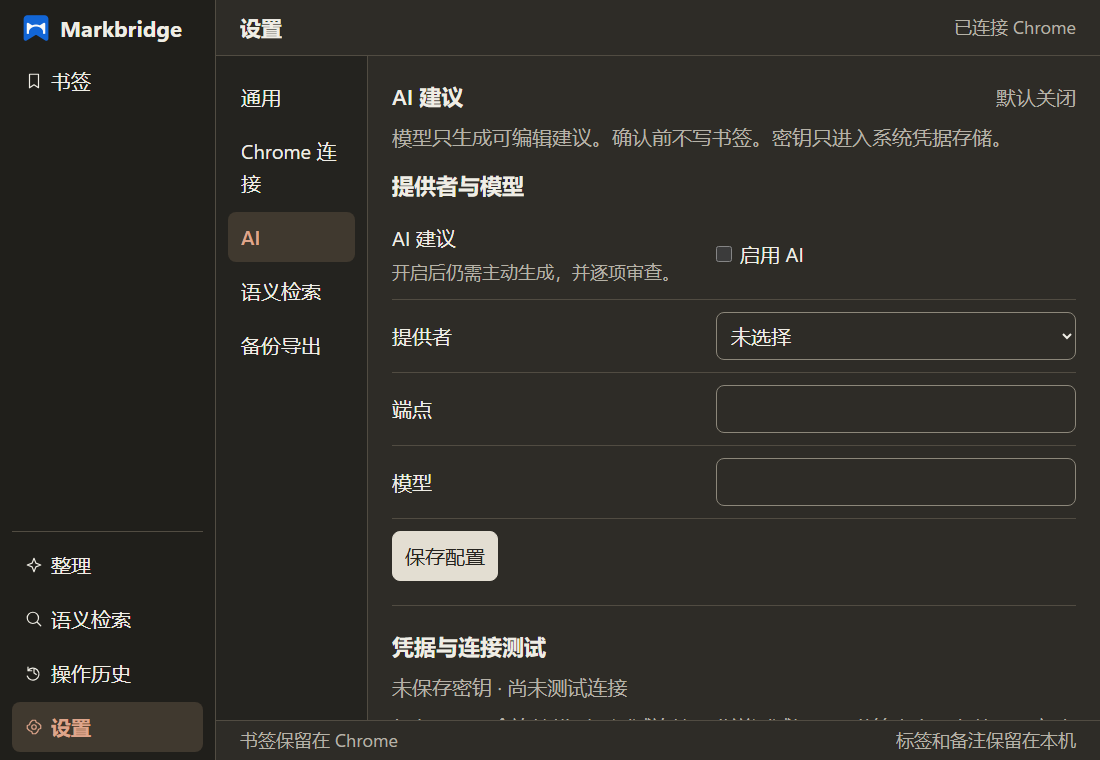 Markbridge
书签
整理
语义检索
操作历史
设置
设置
已连接 Chrome
通用
Chrome 连
接
AI
语义检索
备份导出
AI 建议
默认关闭
模型只生成可编辑建议。确认前不写书签。密钥只进入系统凭据存储。
提供者与模型
AI 建议
开启后仍需主动生成，并逐项审查。
启用 AI
提供者
未选择
端点
模型
保存配置
凭据与连接测试
未保存密钥 · 尚未测试连接
书签保留在 Chrome
标签和备注保留在本机